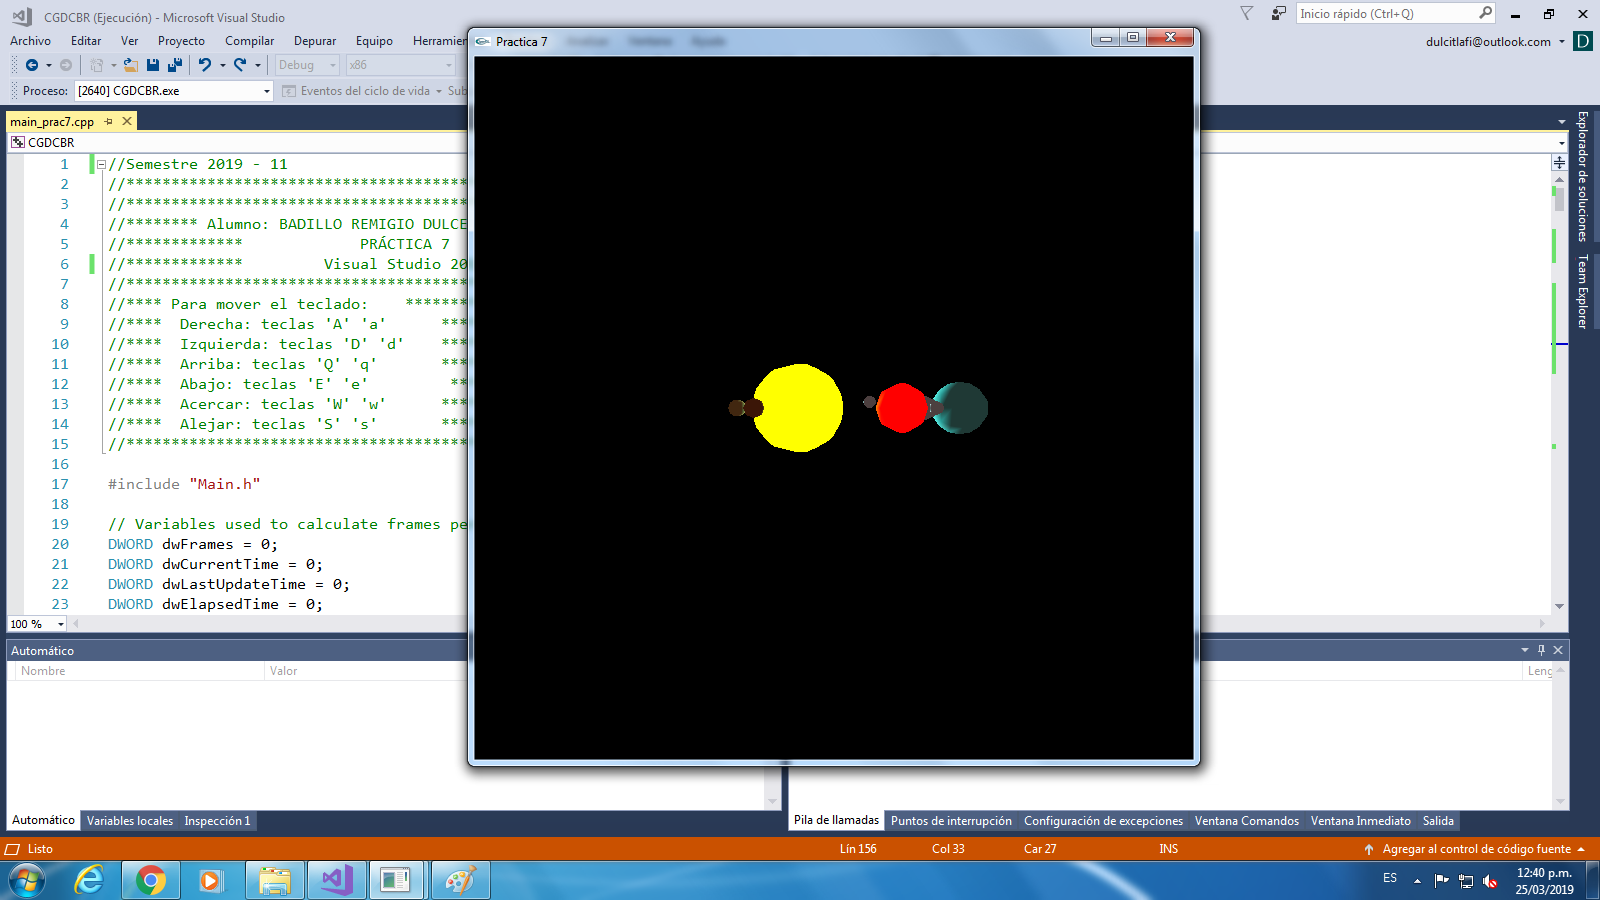 CGDCBR (Ejecución) - Microsoft Visual Studio
Inicio rápido (Ctrl+Q)
Archivo Editar Ver Proyecto Compilar Depurar Equipo Herramien
dulcitlafi@outlook.com D
Debug x86
Proceso: [2640] CGDCBR.exe Eventos del ciclo de vida Sub
Practica 7
main_prac7.cpp
CGDCBR
1 //Semestre 2019 - 11
2 //****************************************
3 //****************************************
4 //******** Alumno: BADILLO REMIGIO DULCE
5 //************* PRÁCTICA 7
6 //************* Visual Studio 20
7 //****************************************
8 //**** Para mover el teclado: *******
9 //**** Derecha: teclas 'A' 'a' ***
10 //**** Izquierda: teclas 'D' 'd' ***
11 //**** Arriba: teclas 'Q' 'q' ***
12 //**** Abajo: teclas 'E' 'e' **
13 //**** Acercar: teclas 'W' 'w' ***
14 //**** Alejar: teclas 'S' 's' ***
15 //****************************************
16
17 #include "Main.h"
18
19 // Variables used to calculate frames pe
20 DWORD dwFrames = 0;
21 DWORD dwCurrentTime = 0;
22 DWORD dwLastUpdateTime = 0;
23 DWORD dwElapsedTime = 0;
100 %
Explorador de soluciones
Team Explorer
Automático
Nombre Valor
Leng
Automático Variables locales Inspección 1
Pila de llamadas Puntos de interrupción Configuración de excepciones Ventana Comandos Ventana Inmediato Salida
Listo Lín 156 Col 33 Car 27 INS Agregar al control de código fuente
ES
12:40 p.m.
25/03/2019